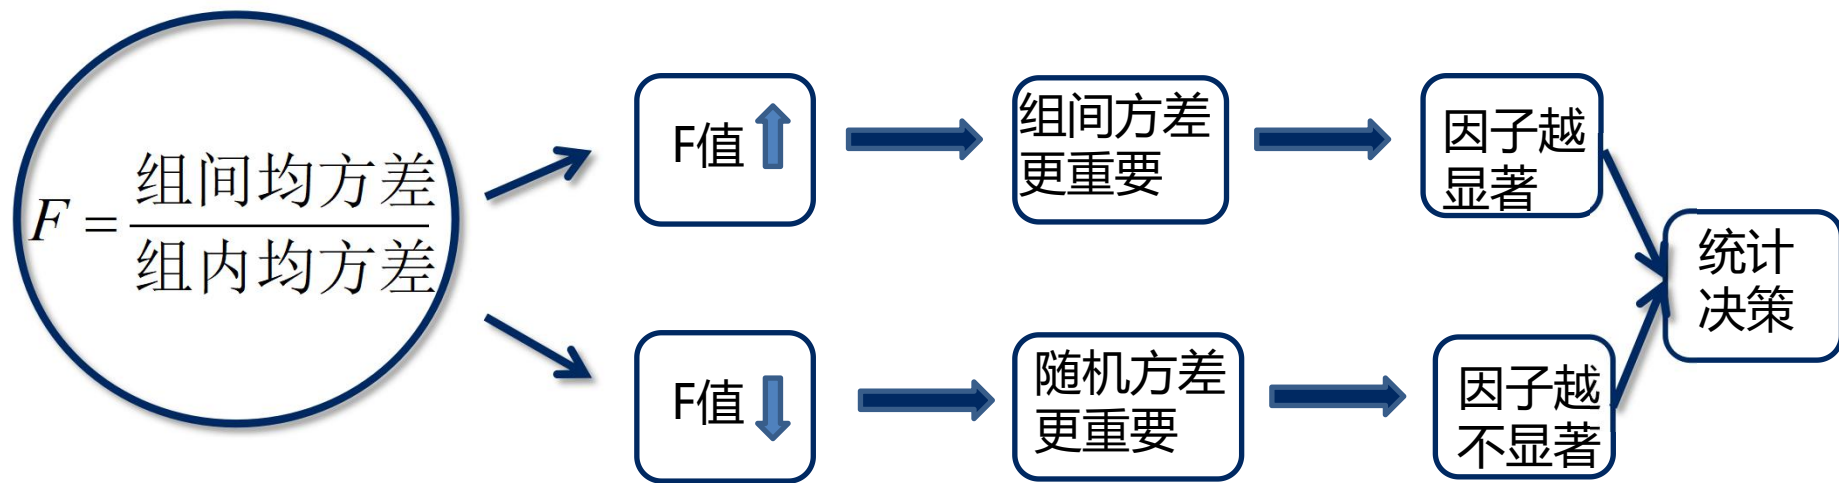 F = 组间均方差
组内均方差
F值
组间方差
更重要
因子越
显著
F值
随机方差
更重要
因子越
不显著
统计
决策